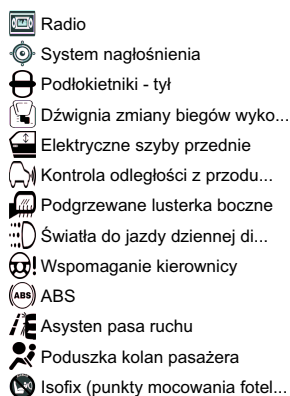 Radio
System nagłośnienia
Podłokietniki - tył
Dźwignia zmiany biegów wyko...
Elektryczne szyby przednie
Kontrola odległości z przodu...
Podgrzewane lusterka boczne
Światła do jazdy dziennej di...
Wspomaganie kierownicy
ABS
Asysten pasa ruchu
Poduszka kolan pasażera
Isofix (punkty mocowania fotel...